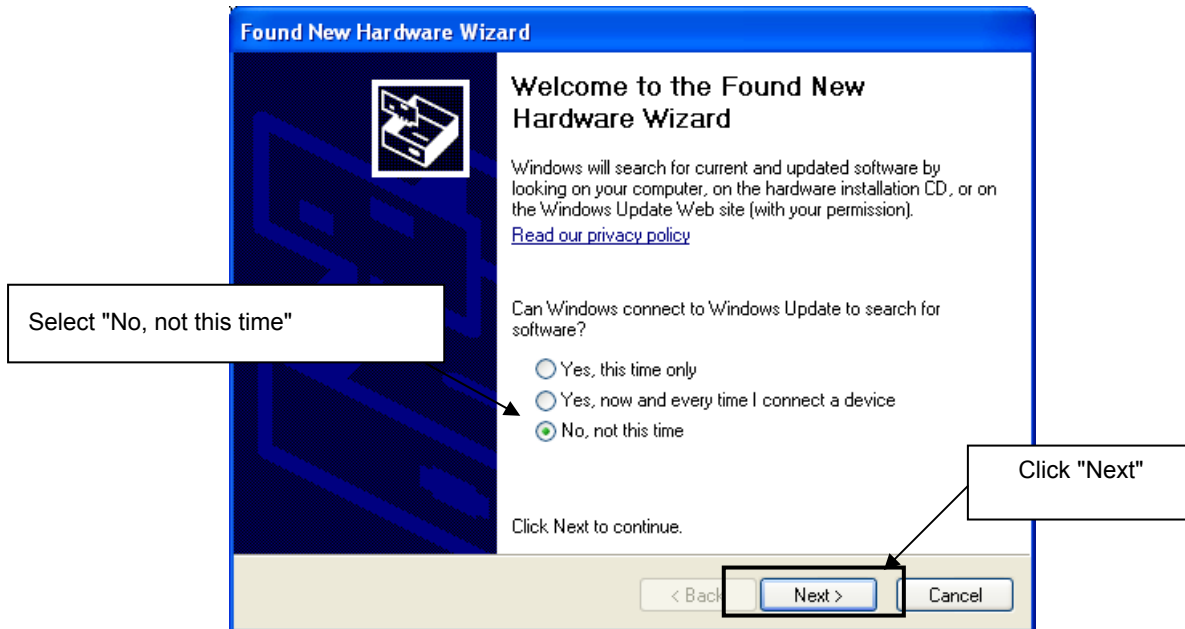 Found New Hardware Wizard
Welcome to the Found New
Hardware Wizard
Windows will search for current and updated software by
looking on your computer, on the hardware installation CD, or on
the Windows Update Web site (with your permission).
Read our privacy policy
Select "No, not this time"
Can Windows connect to Windows Update to search for
software?
Yes, this time only
Yes, now and every time I connect a device
No, not this time
Click "Next"
Click Next to continue.
< Back
Next >
Cancel